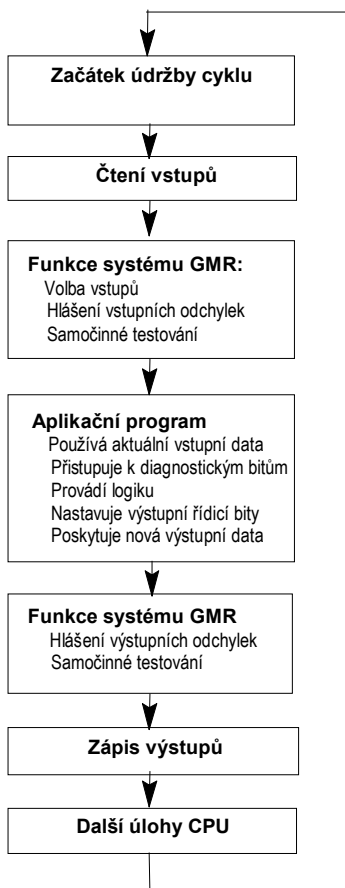 Začátek údržby cyklu
Čtení vstupů
Funkce systému GMR:
Volba vstupů
Hlášení vstupních odchylek
Samočinné testování
Aplikační program
Používá aktuální vstupní data
Přistupuje k diagnostickým bitům
Provádí logiku
Nastavuje výstupní řídicí bity
Poskytuje nová výstupní data
Funkce systému GMR
Hlášení výstupních odchylek
Samočinné testování
Zápis výstupů
Další úlohy CPU